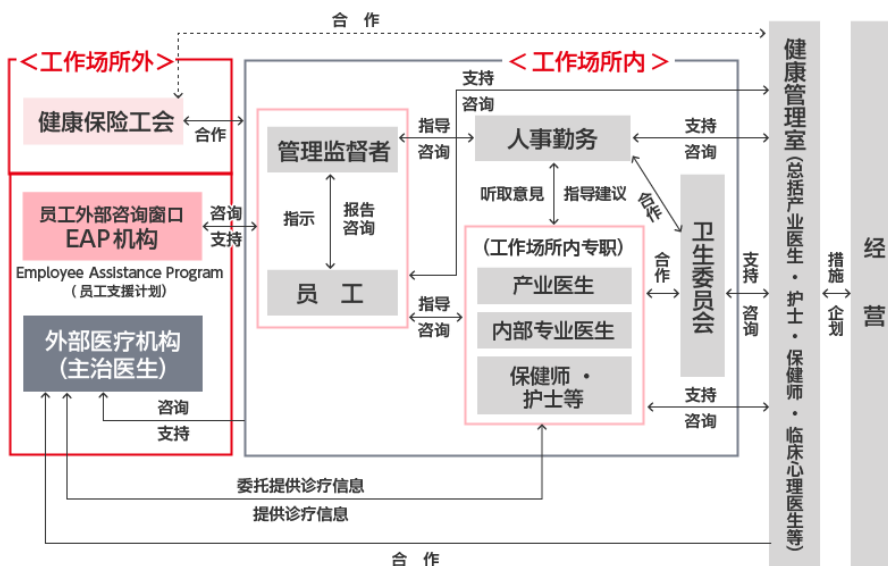 合 作
＜工作场所外＞
健康保险工会
合作
员工外部咨询窗口
EAP机构
咨询
支持
Employee Assistance Program
（员工支援计划）
外部医疗机构
（主治医生）
咨询
支持
＜工作场所内＞
管理监督者
指示
报告
咨询
员 工
指导
咨询
指导
咨询
人事勤务
支持
咨询
听取意見
指导建议
合作
支持
咨询
（工作场所内专职）
产业医生
内部专业医生
保健师・
护士等
合作
卫生委员会
支持
咨询
支持
咨询
委托提供诊疗信息
提供诊疗信息
合 作
健康管理室
（总括产业医生・护士・保健师・临床心理医生等）
措施
企划
经 营